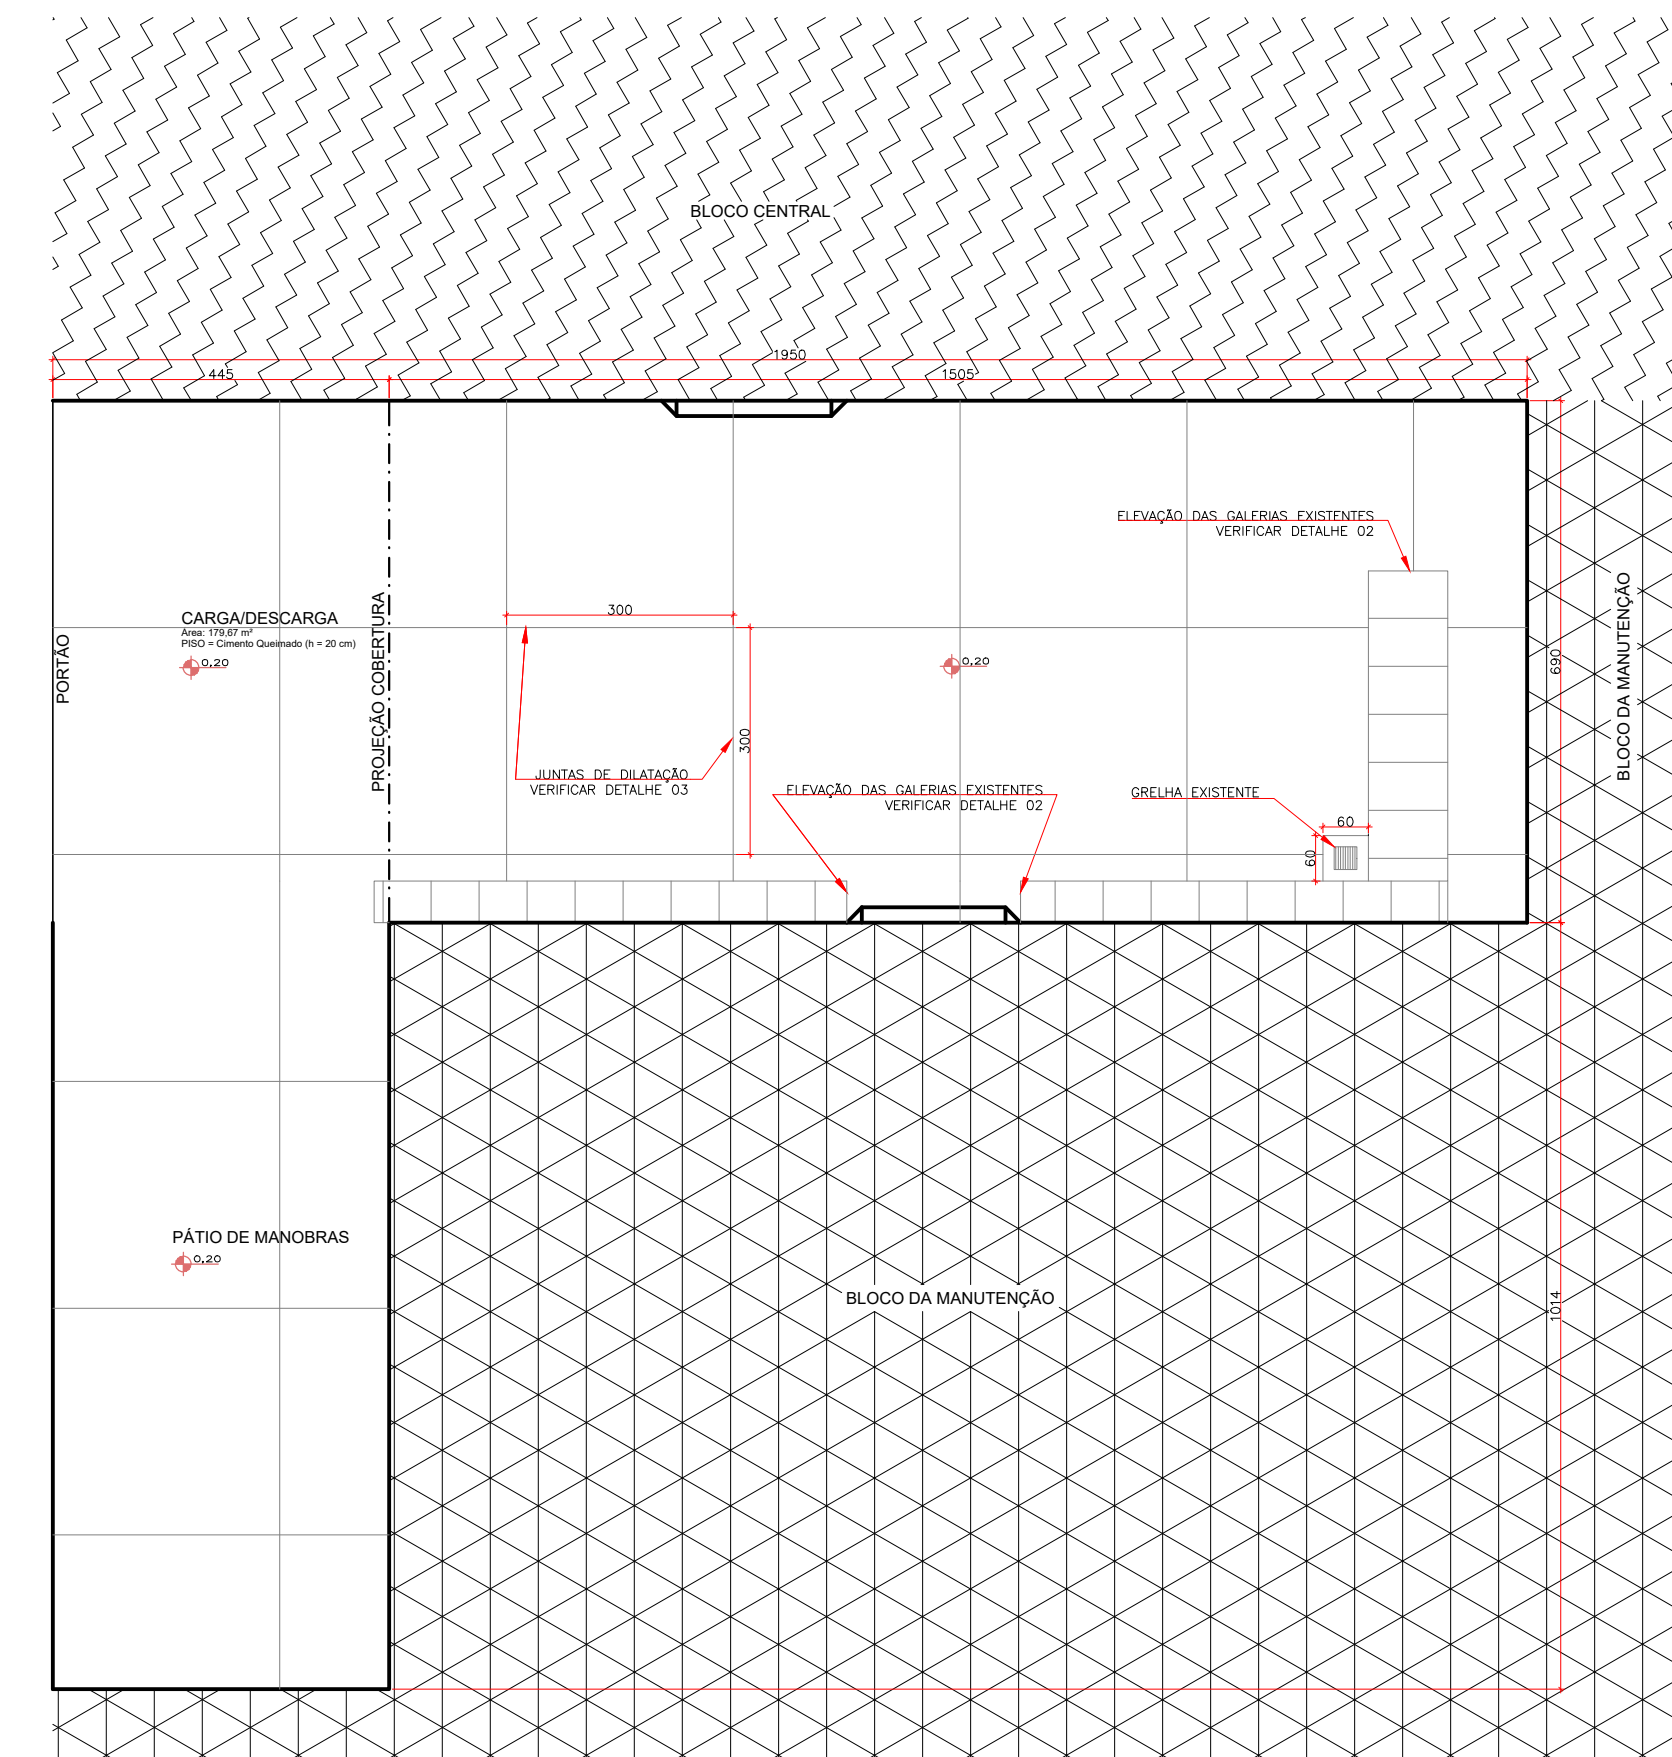 BLOCO CENTRAL
1950
445
1505
ELEVAÇÃO DAS GALERIAS EXISTENTES
VERIFICAR DETALHE 02
BLOCO DA MANUTENÇÃO
690
PORTÃO
CARGA/DESCARGA
Área: 179,67 m²
PISO = Cimento Queimado (h = 20 cm)
0,20
PROJEÇÃO COBERTURA
300
300
0,20
JUNTAS DE DILATAÇÃO
VERIFICAR DETALHE 03
ELEVAÇÃO DAS GALERIAS EXISTENTES
VERIFICAR DETALHE 02
GRELHA EXISTENTE
60
60
PÁTIO DE MANOBRAS
0,20
BLOCO DA MANUTENÇÃO
1014